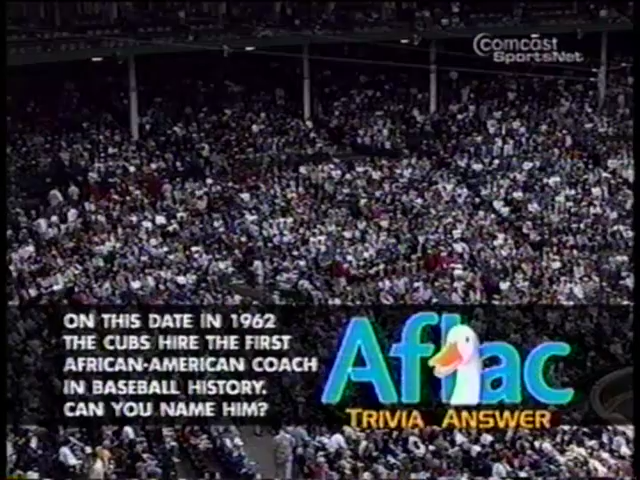 comcast
SportsNet
ON THIS DATE IN 1962
THE CUBS HIRE THE FIRST
AFRICAN-AMERICAN COACH
IN BASEBALL HISTORY.
CAN YOU NAME HIM?
Aflac
TRIVIA ANSWER